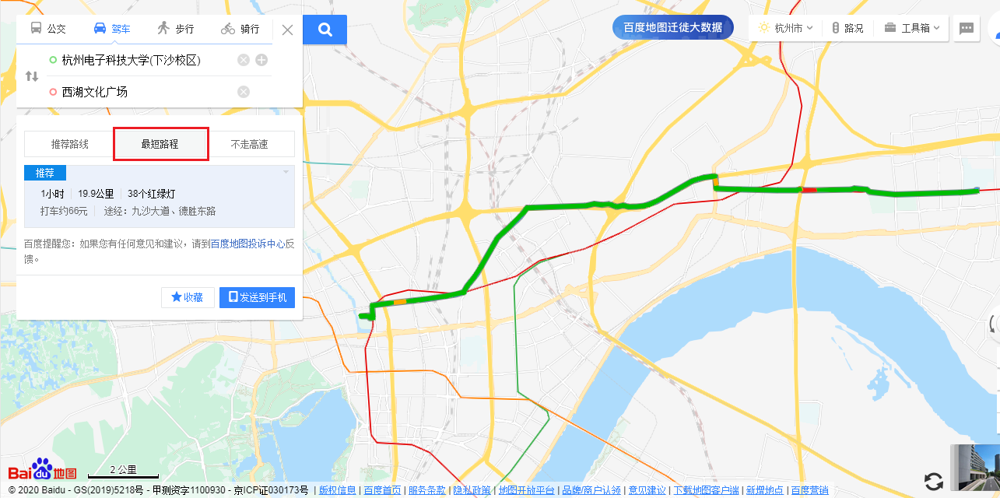 公交 驾车 步行 骑行
杭州电子科技大学(下沙校区)
西湖文化广场
百度地图迁徙大数据
杭州市 路况 工具箱
推荐路线 最短路程 不走高速
推荐
1小时 19.9公里 38个红绿灯
打车约66元 途经：九沙大道、德胜东路
百度提醒您：如果您有任何意见和建议，请到百度地图投诉中心反
馈。
收藏 发送到手机
Bai du 地图
2 公里
© 2020 Baidu - GS(2019)5218号 - 甲测资字1100930 - 京ICP证030173号 | 版权信息 | 百度首页 | 服务条款 | 隐私政策 | 地图开放平台 | 品牌/商户认领 | 意见建议 | 下载地图客户端 | 新增地点 | 百度营销